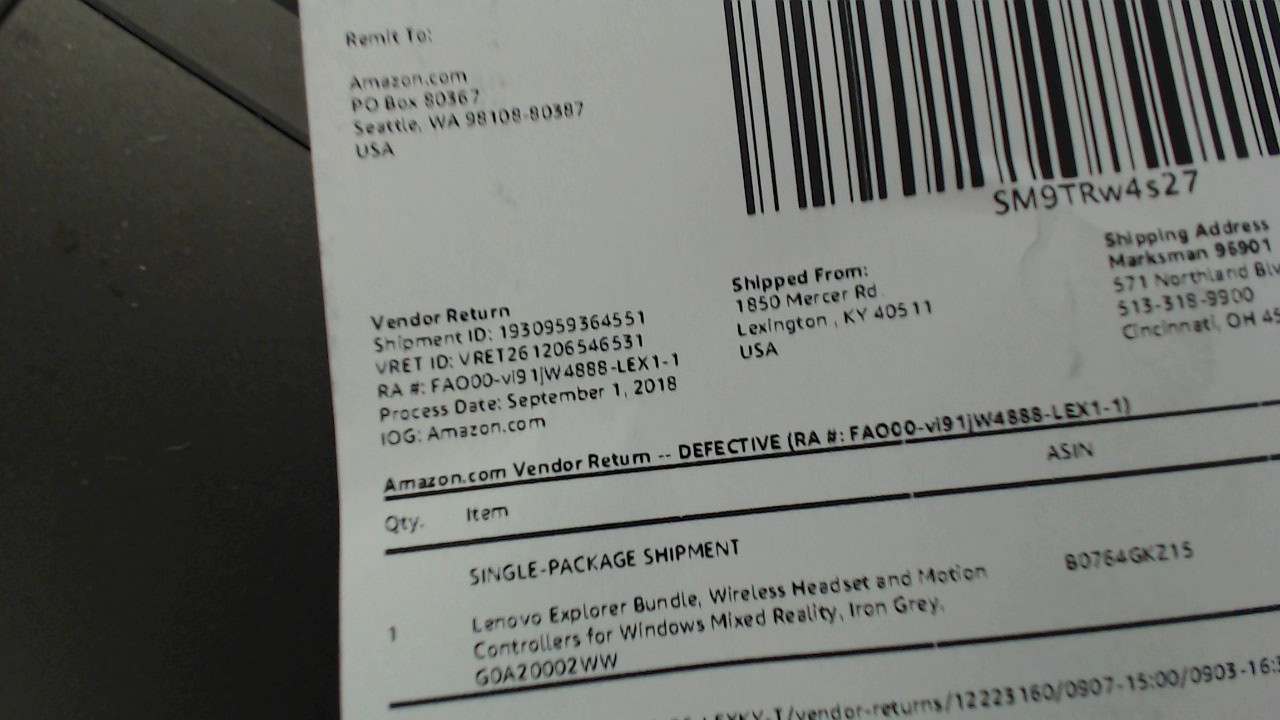 Remit To:
Amazon.com
PO Box 80367
Seattle, WA 98108-80387
USA
SM9TRw4s27
Vendor Return
Shipment ID: 1930959364551
VRET ID: VRET261206546531
RA #: FAO00-vi91jW4888-LEX1-1
Process Date: September 1, 2018
IOG: Amazon.com
Shipped From:
1850 Mercer Rd.
Lexington , KY 40511
USA
Shipping Address
Marksman 96901
571 Northland
513-318-9900
Cincinnati, OH
Amazon.com Vendor Return -- DEFECTIVE (RA #: FAO00-vi91jW4888-LEX1-1)
Qty. Item ASIN
SINGLE-PACKAGE SHIPMENT
1 Lenovo Explorer Bundle, Wireless Headset and Motion B0764GKZ15
Controllers for Windows Mixed Reality, Iron Grey,
G0A20002WW
/vendor-returns/12223160/0907-15:00/0903-16: